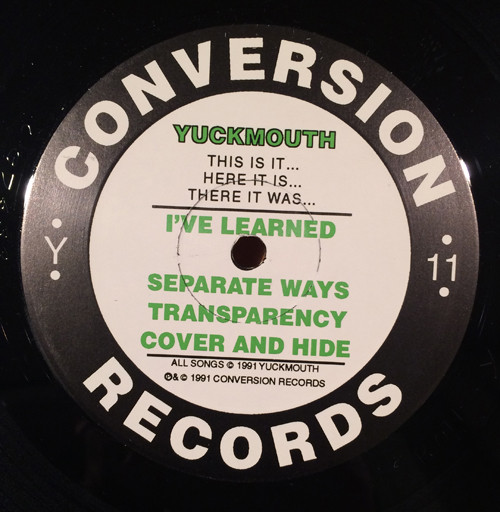 CONVERSION
YUCKMOUTH
THIS IS IT...
HERE IT IS...
THERE IT WAS...
I'VE LEARNED
• Y •
• 11 •
SEPARATE WAYS
TRANSPARENCY
COVER AND HIDE
ALL SONGS © 1991 YUCKMOUTH
℗& © 1991 CONVERSION RECORDS
RECORDS